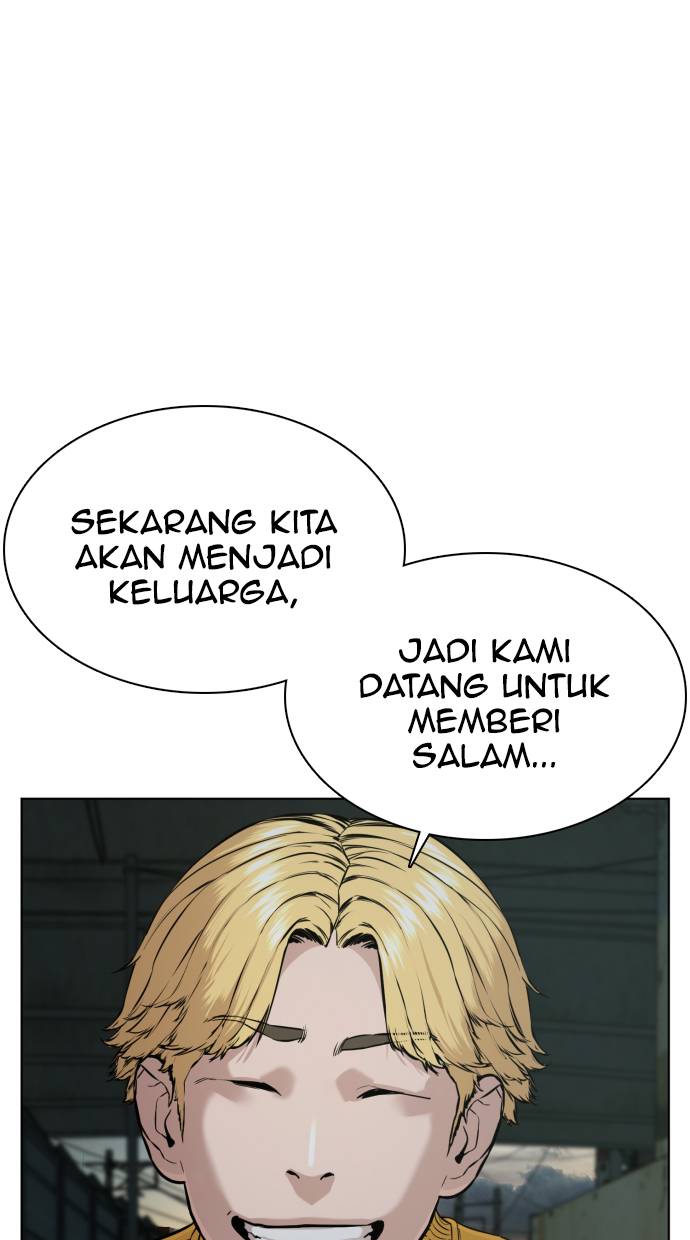 SEKARANG KITA
AKAN MENJADI
KELUARGA,
JADI KAMI
DATANG UNTUK
MEMBERI
SALAM...